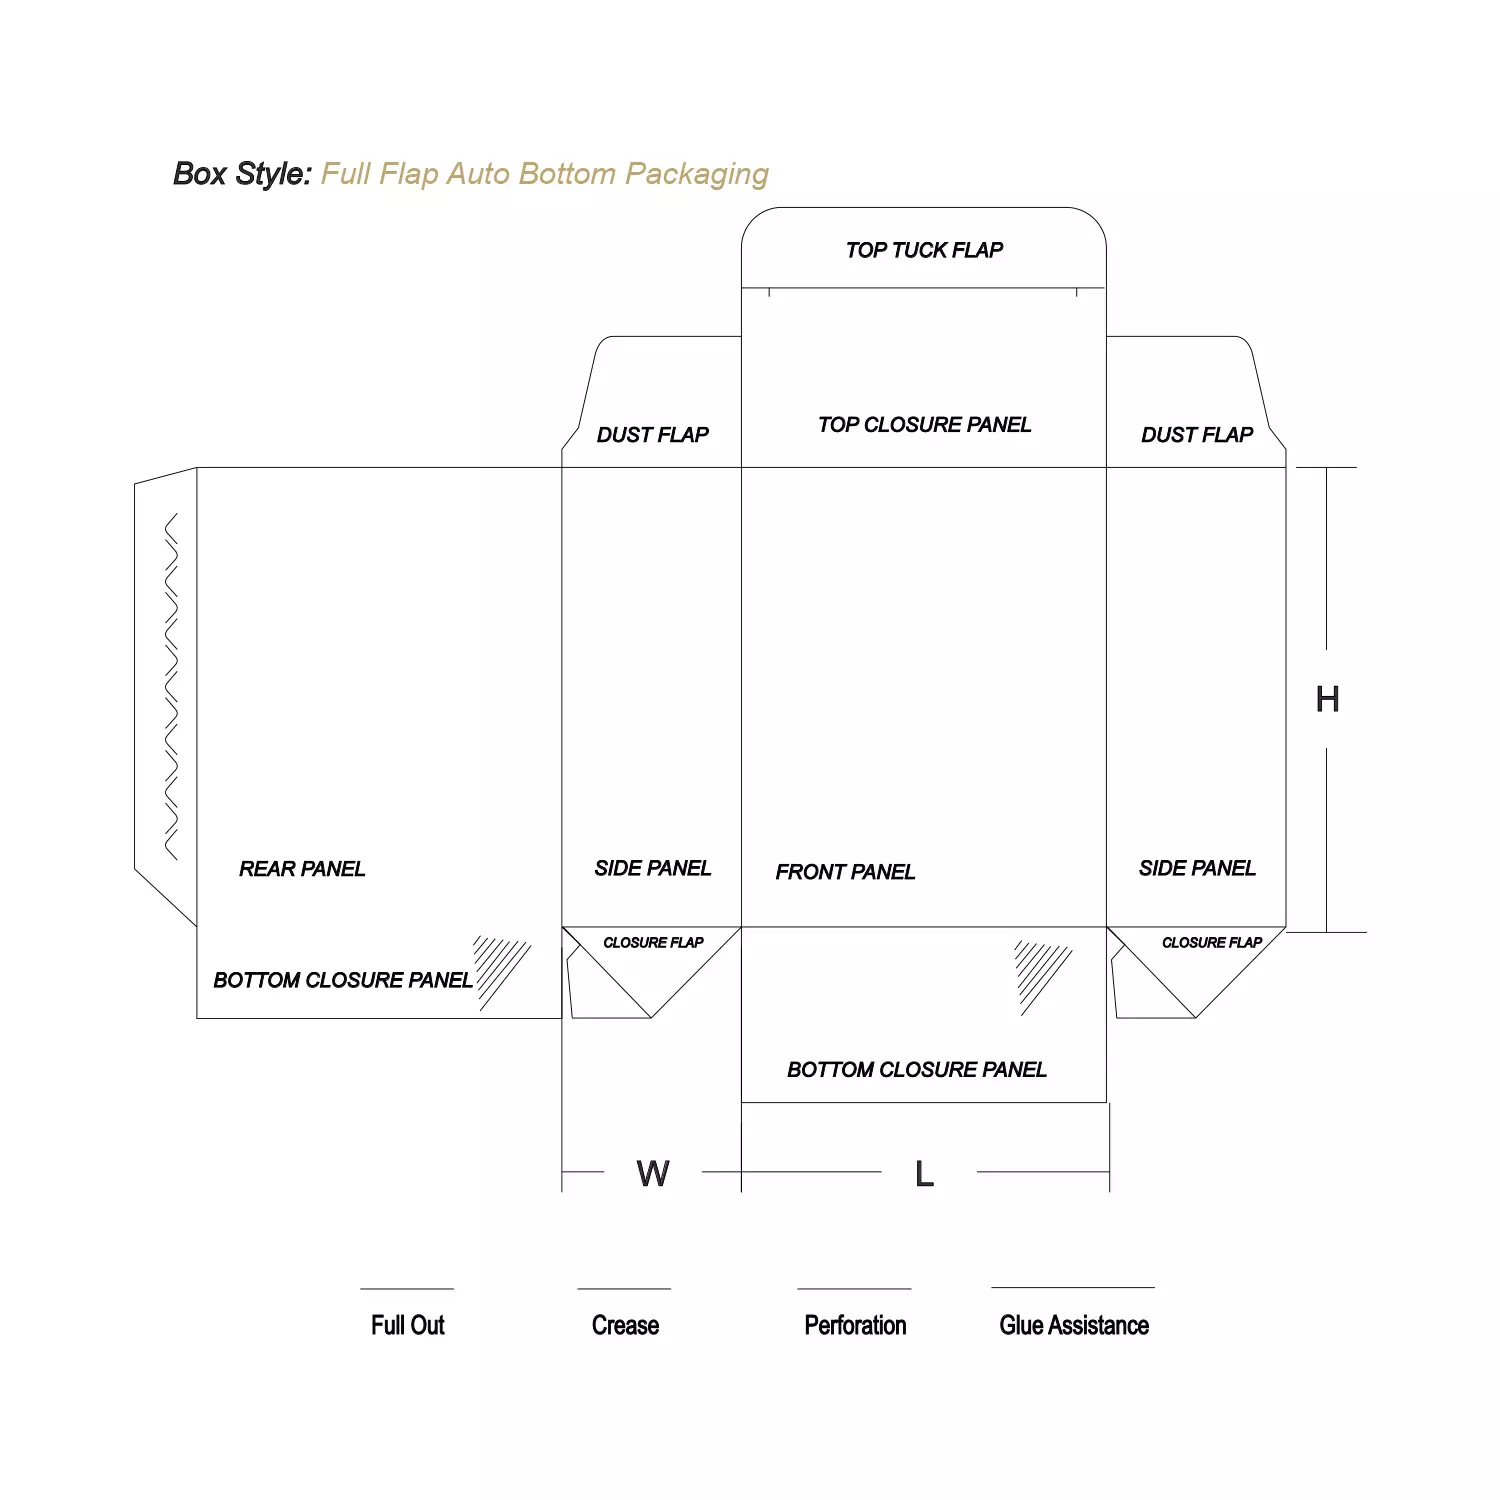 Box Style: Full Flap Auto Bottom Packaging
TOP TUCK FLAP
TOP CLOSURE PANEL
DUST FLAP
DUST FLAP
H
REAR PANEL
SIDE PANEL
FRONT PANEL
SIDE PANEL
CLOSURE FLAP
CLOSURE FLAP
BOTTOM CLOSURE PANEL
BOTTOM CLOSURE PANEL
W
L
Full Out
Crease
Perforation
Glue Assistance